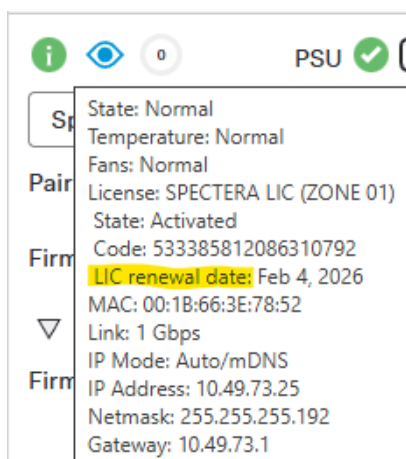 0
PSU
Sp
State: Normal
Temperature: Normal
Fans: Normal
Pair
License: SPECTERA LIC (ZONE 01)
State: Activated
Code: 533385812086310792
Firm
LIC renewal date: Feb 4, 2026
MAC: 00:1B:66:3E:78:52
Link: 1 Gbps
IP Mode: Auto/mDNS
Firm
IP Address: 10.49.73.25
Netmask: 255.255.255.192
Gateway: 10.49.73.1